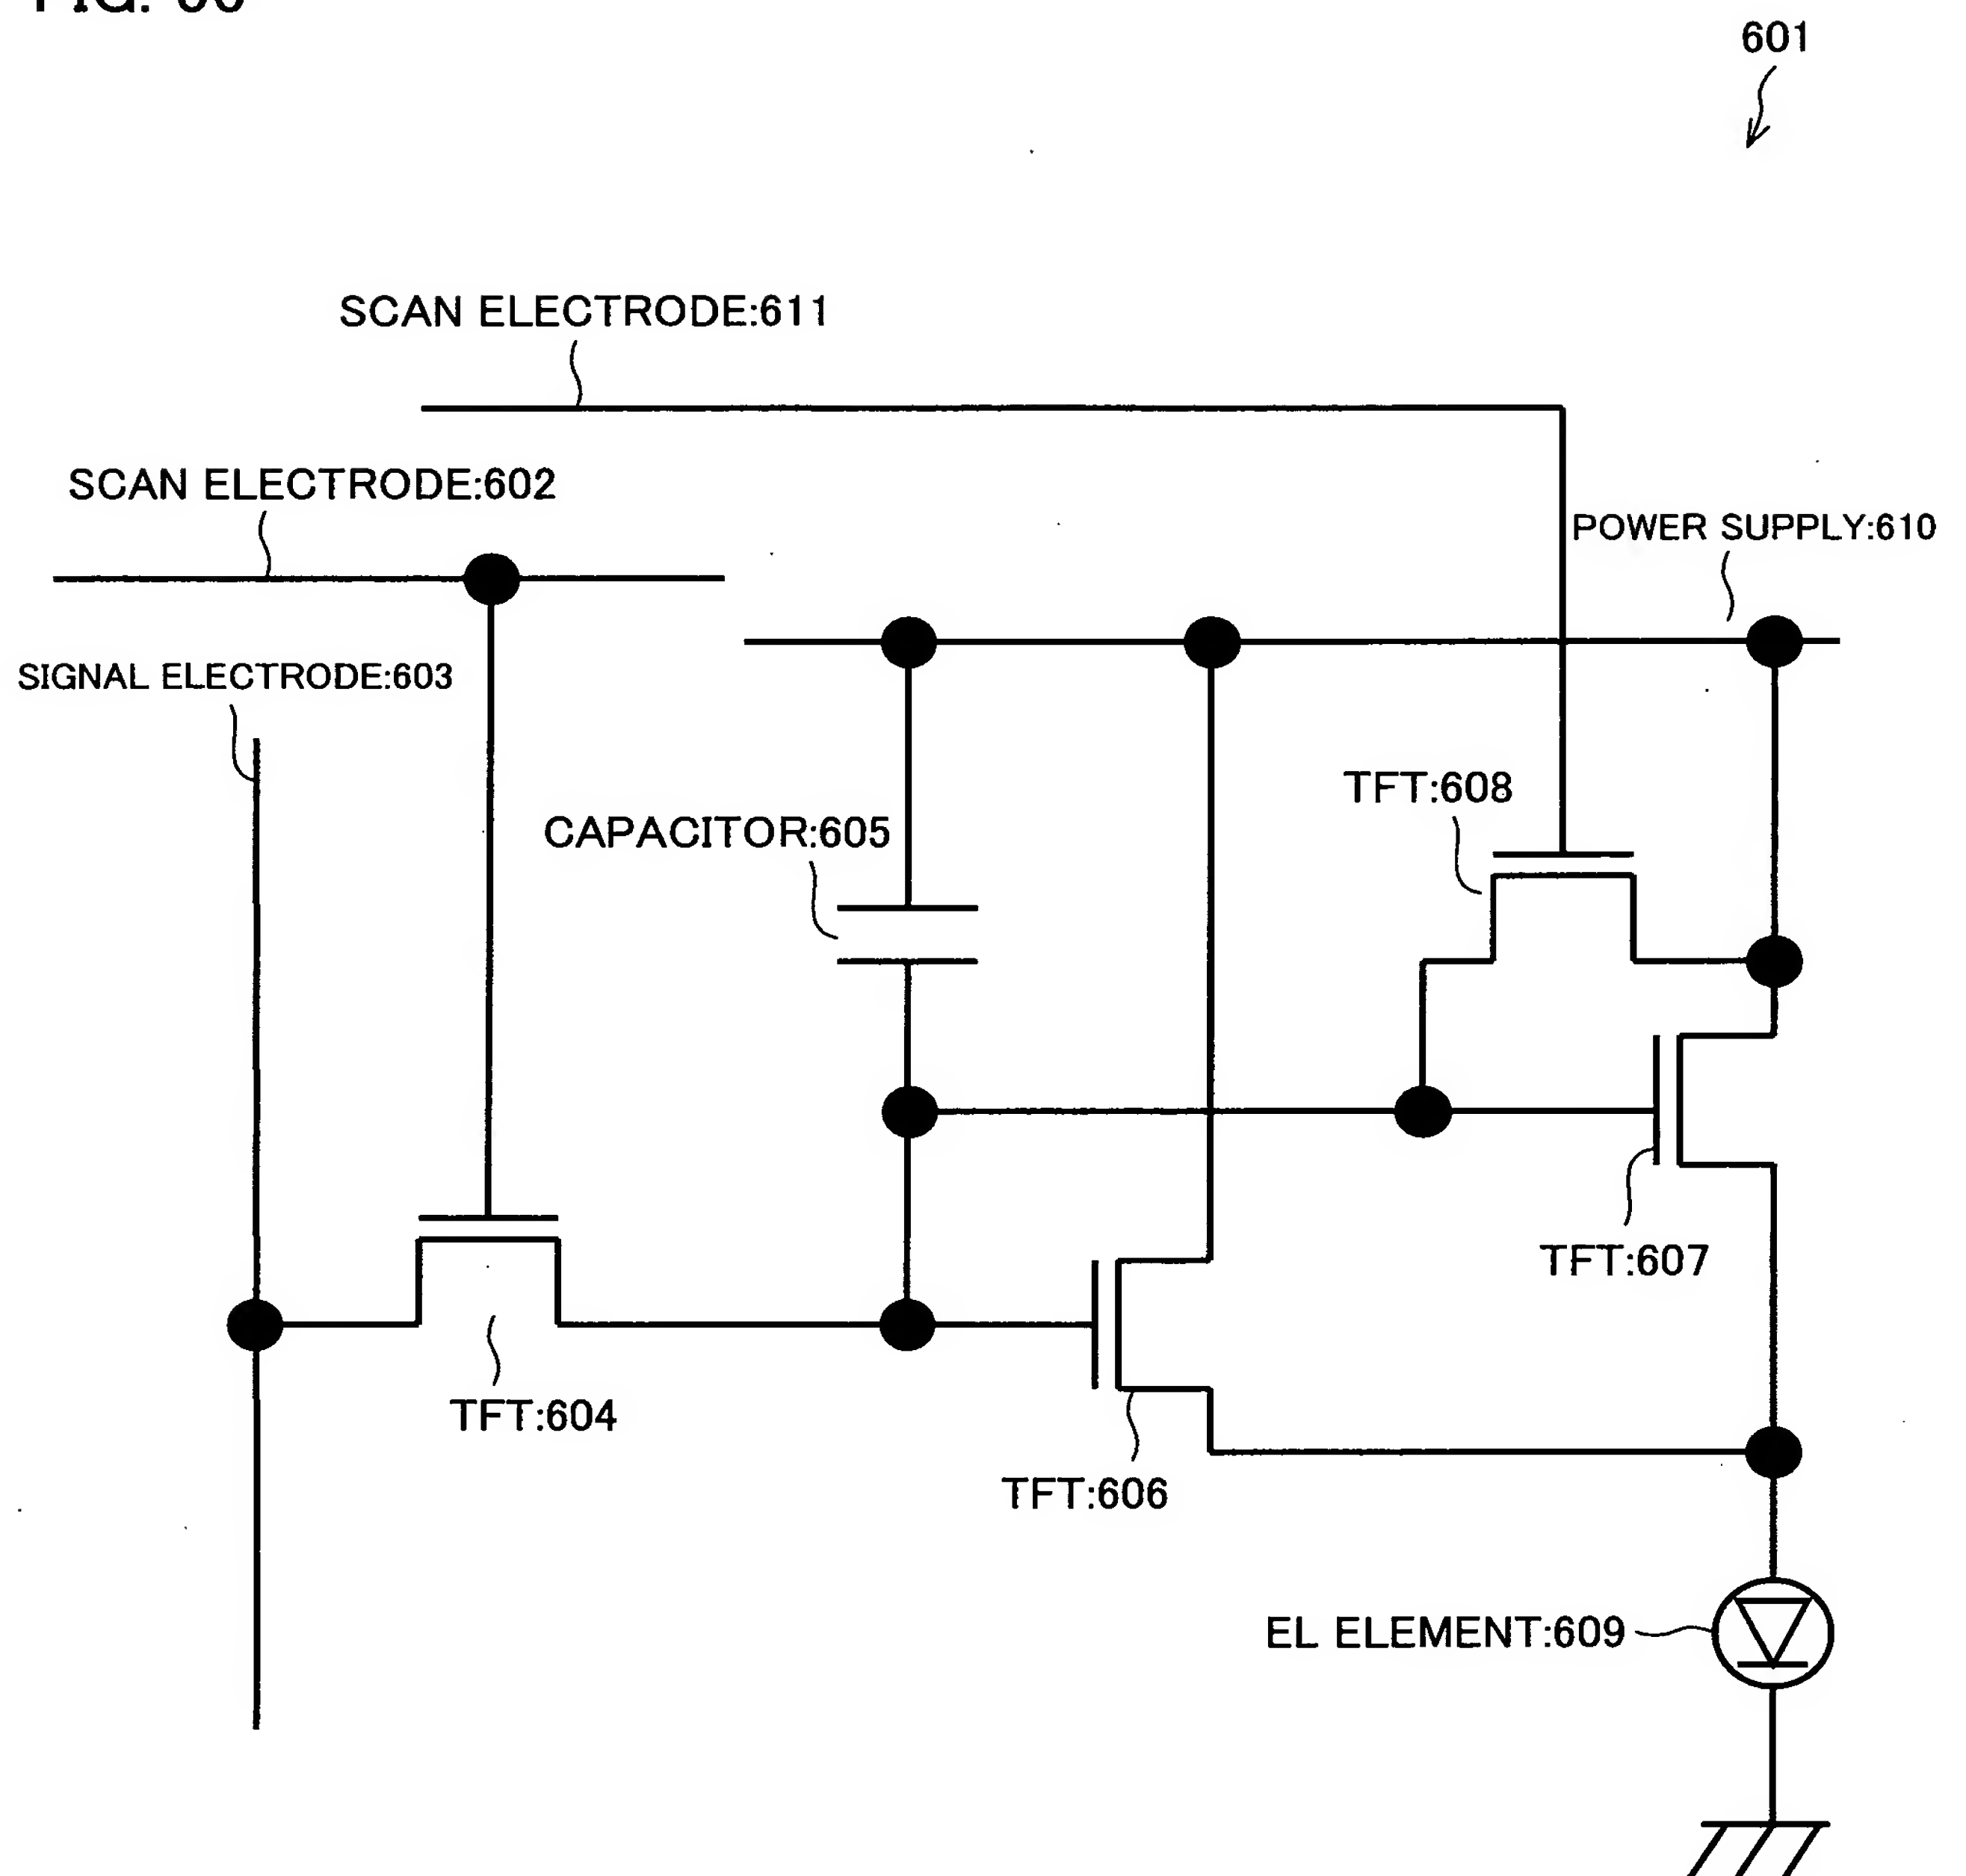 FIG.
601
SCAN ELECTRODE:611
SCAN ELECTRODE:602
POWER SUPPLY:610
SIGNAL ELECTRODE:603
TFT:608
CAPACITOR:605
TFT:607
TFT:604
TFT:606
EL ELEMENT:609